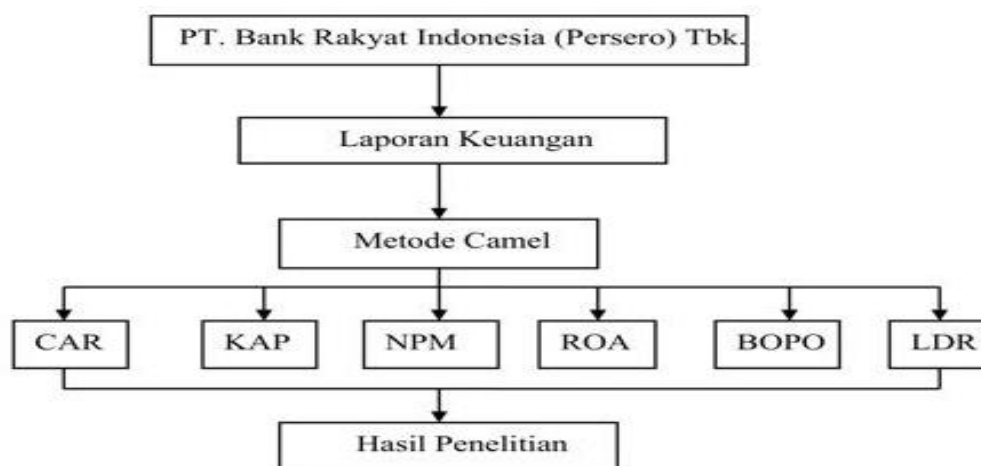 PT. Bank Rakyat Indonesia (Persero) Tbk.
Laporan Keuangan
Metode Camel
CAR
KAP
NPM
ROA
BOPO
LDR
Hasil Penelitian